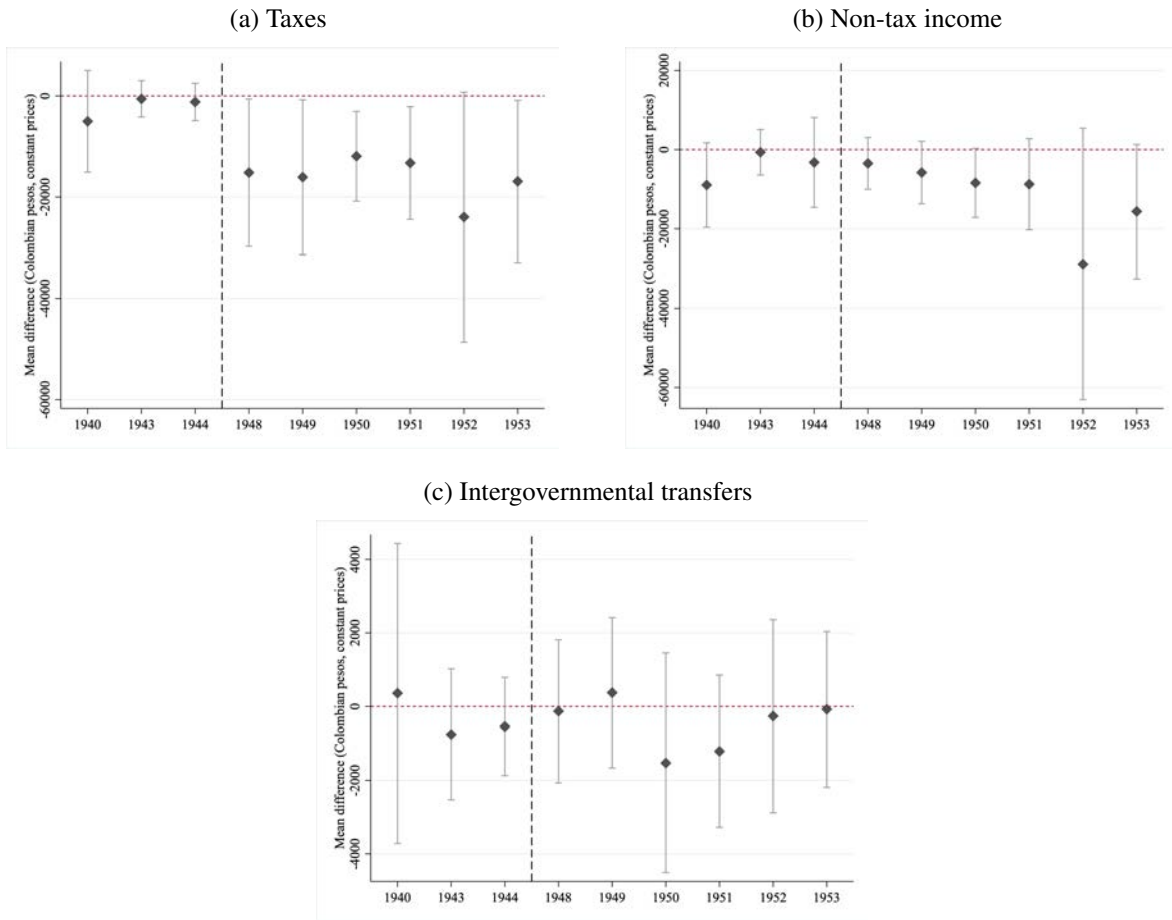 (a) Taxes
Mean difference (Colombian pesos, constant prices)
0
-20000
-40000
-60000
1940 1943 1944 1948 1949 1950 1951 1952 1953
(b) Non-tax income
Mean difference (Colombian pesos, constant prices)
20000
0
-20000
-40000
-60000
1940 1943 1944 1948 1949 1950 1951 1952 1953
(c) Intergovernmental transfers
Mean difference (Colombian pesos, constant prices)
4000
2000
0
-2000
-4000
1940 1943 1944 1948 1949 1950 1951 1952 1953